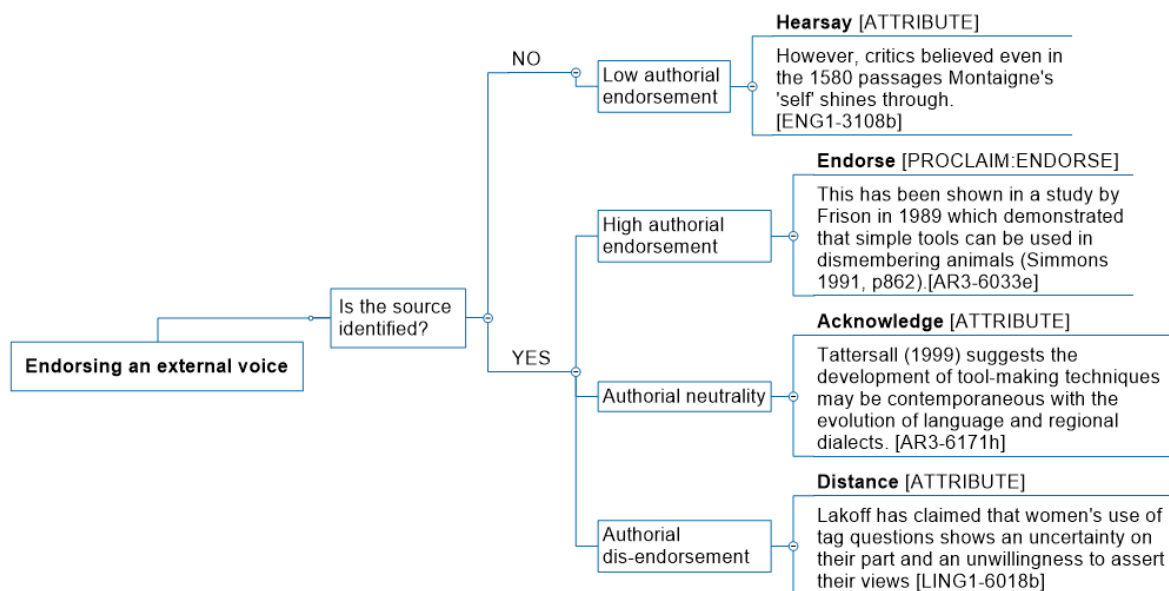 Endorsing an external voice
Is the source
identified?
NO
Low authorial
endorsement
Hearsay [ATTRIBUTE]
However, critics believed even in
the 1580 passages Montaigne's
'self' shines through.
[ENG1-3108b]
YES
High authorial
endorsement
Endorse [PROCLAIM:ENDORSE]
This has been shown in a study by
Frison in 1989 which demonstrated
that simple tools can be used in
dismembering animals (Simmons
1991, p862).[AR3-6033e]
Authorial neutrality
Acknowledge [ATTRIBUTE]
Tattersall (1999) suggests the
development of tool-making techniques
may be contemporaneous with the
evolution of language and regional
dialects. [AR3-6171h]
Authorial
dis-endorsement
Distance [ATTRIBUTE]
Lakoff has claimed that women's use of
tag questions shows an uncertainty on
their part and an unwillingness to assert
their views [LING1-6018b]